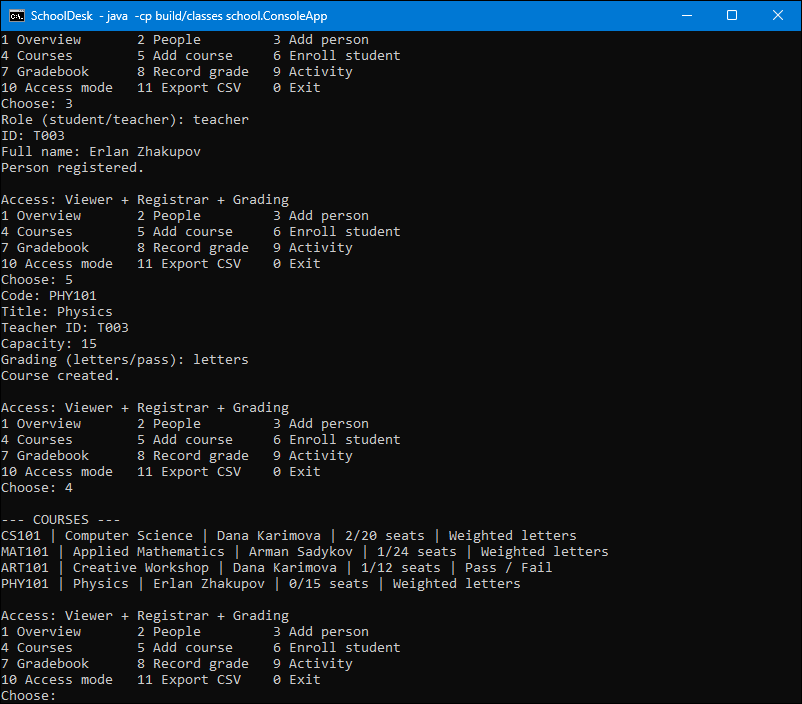 SchoolDesk - java -cp build/classes school.ConsoleApp
1 Overview       2 People         3 Add person
4 Courses        5 Add course     6 Enroll student
7 Gradebook      8 Record grade   9 Activity
10 Access mode   11 Export CSV    0 Exit
Choose: 3
Role (student/teacher): teacher
ID: T003
Full name: Erlan Zhakupov
Person registered.

Access: Viewer + Registrar + Grading
1 Overview       2 People         3 Add person
4 Courses        5 Add course     6 Enroll student
7 Gradebook      8 Record grade   9 Activity
10 Access mode   11 Export CSV    0 Exit
Choose: 5
Code: PHY101
Title: Physics
Teacher ID: T003
Capacity: 15
Grading (letters/pass): letters
Course created.

Access: Viewer + Registrar + Grading
1 Overview       2 People         3 Add person
4 Courses        5 Add course     6 Enroll student
7 Gradebook      8 Record grade   9 Activity
10 Access mode   11 Export CSV    0 Exit
Choose: 4

--- COURSES ---
CS101 | Computer Science | Dana Karimova | 2/20 seats | Weighted letters
MAT101 | Applied Mathematics | Arman Sadykov | 1/24 seats | Weighted letters
ART101 | Creative Workshop | Dana Karimova | 1/12 seats | Pass / Fail
PHY101 | Physics | Erlan Zhakupov | 0/15 seats | Weighted letters

Access: Viewer + Registrar + Grading
1 Overview       2 People         3 Add person
4 Courses        5 Add course     6 Enroll student
7 Gradebook      8 Record grade   9 Activity
10 Access mode   11 Export CSV    0 Exit
Choose: